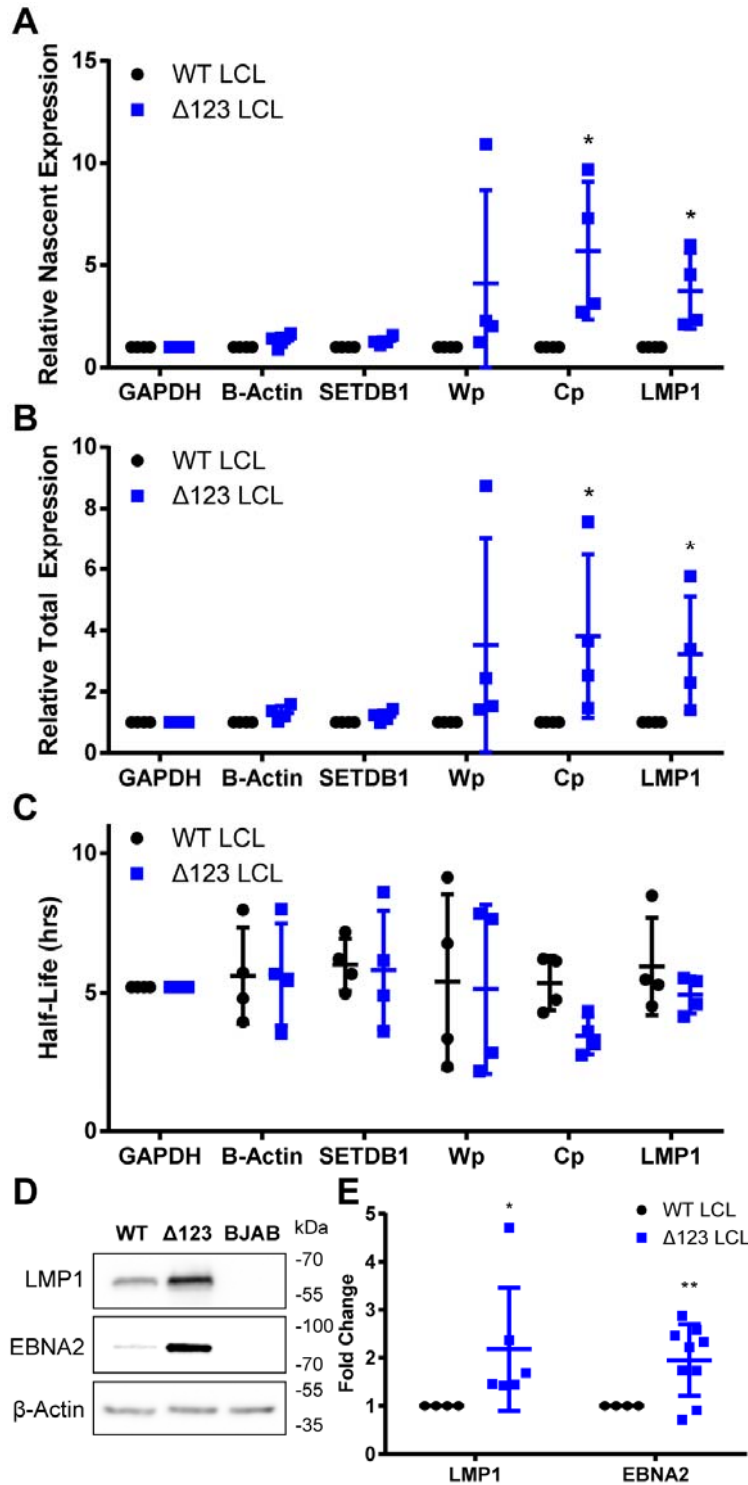 A
Relative Nascent Expression
15
10
5
0
WT LCL
Δ123 LCL
*
*
GAPDH B-Actin SETDB1 Wp Cp LMP1
B
Relative Total Expression
10
8
6
4
2
0
WT LCL
Δ123 LCL
*
*
GAPDH B-Actin SETDB1 Wp Cp LMP1
C
Half-Life (hrs)
10
5
0
WT LCL
Δ123 LCL
GAPDH B-Actin SETDB1 Wp Cp LMP1
D
WT Δ123 BJAB kDa
LMP1
-70
-55
EBNA2
-100
-70
β-Actin
-55
-35
E
Fold Change
5
4
3
2
1
0
WT LCL
Δ123 LCL
*
**
LMP1 EBNA2